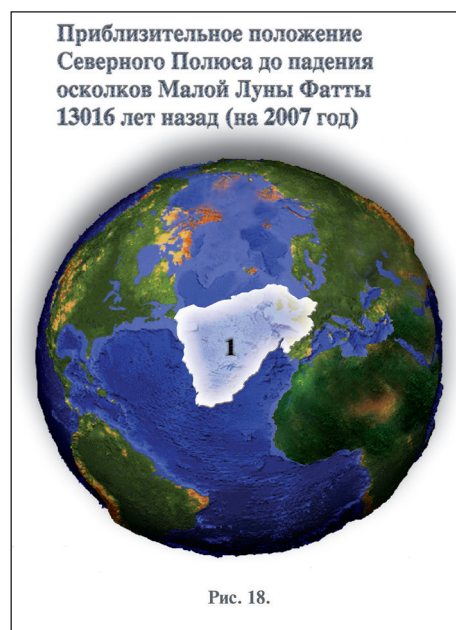 Приблизительное положение
Северного Полюса до падения
осколков Малой Луны Фатты
13016 лет назад (на 2007 год)
1
Рис. 18.